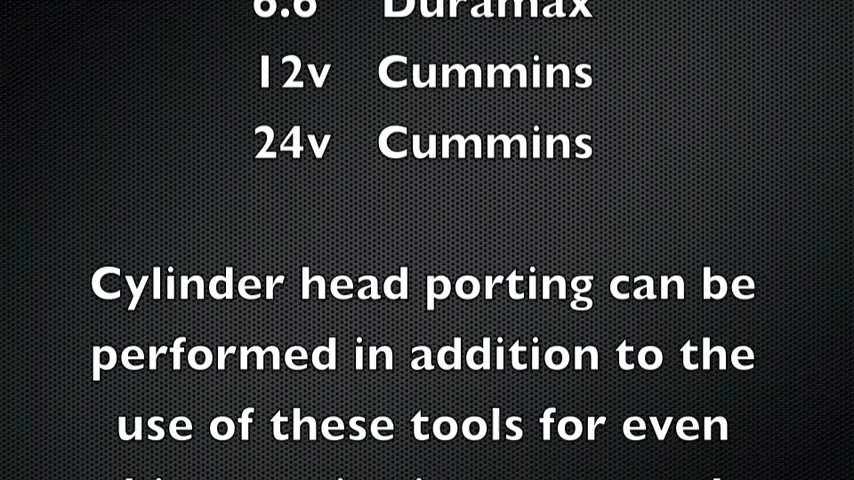 6.6 Duramax
12v Cummins
24v Cummins
Cylinder head porting can be
performed in addition to the
use of these tools for even